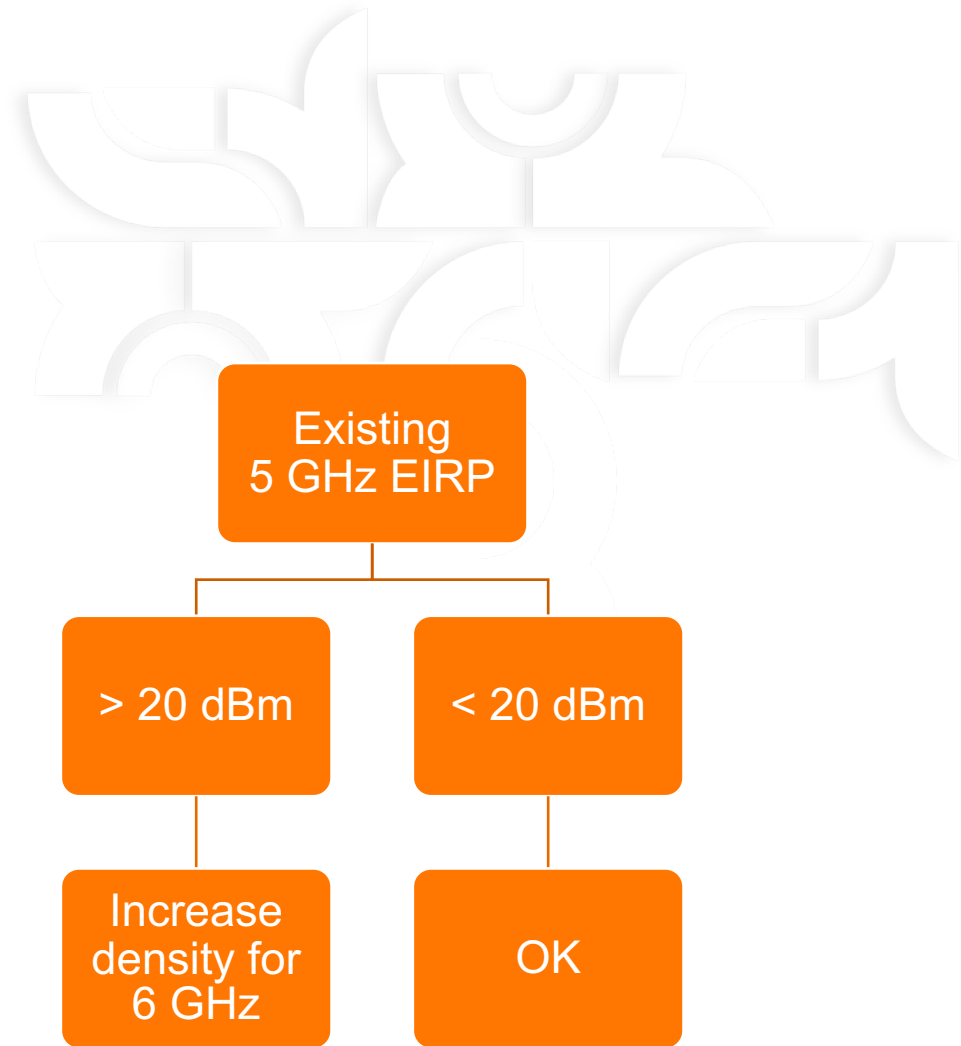 Existing
5 GHz EIRP
> 20 dBm
< 20 dBm
Increase
density for
6 GHz
OK